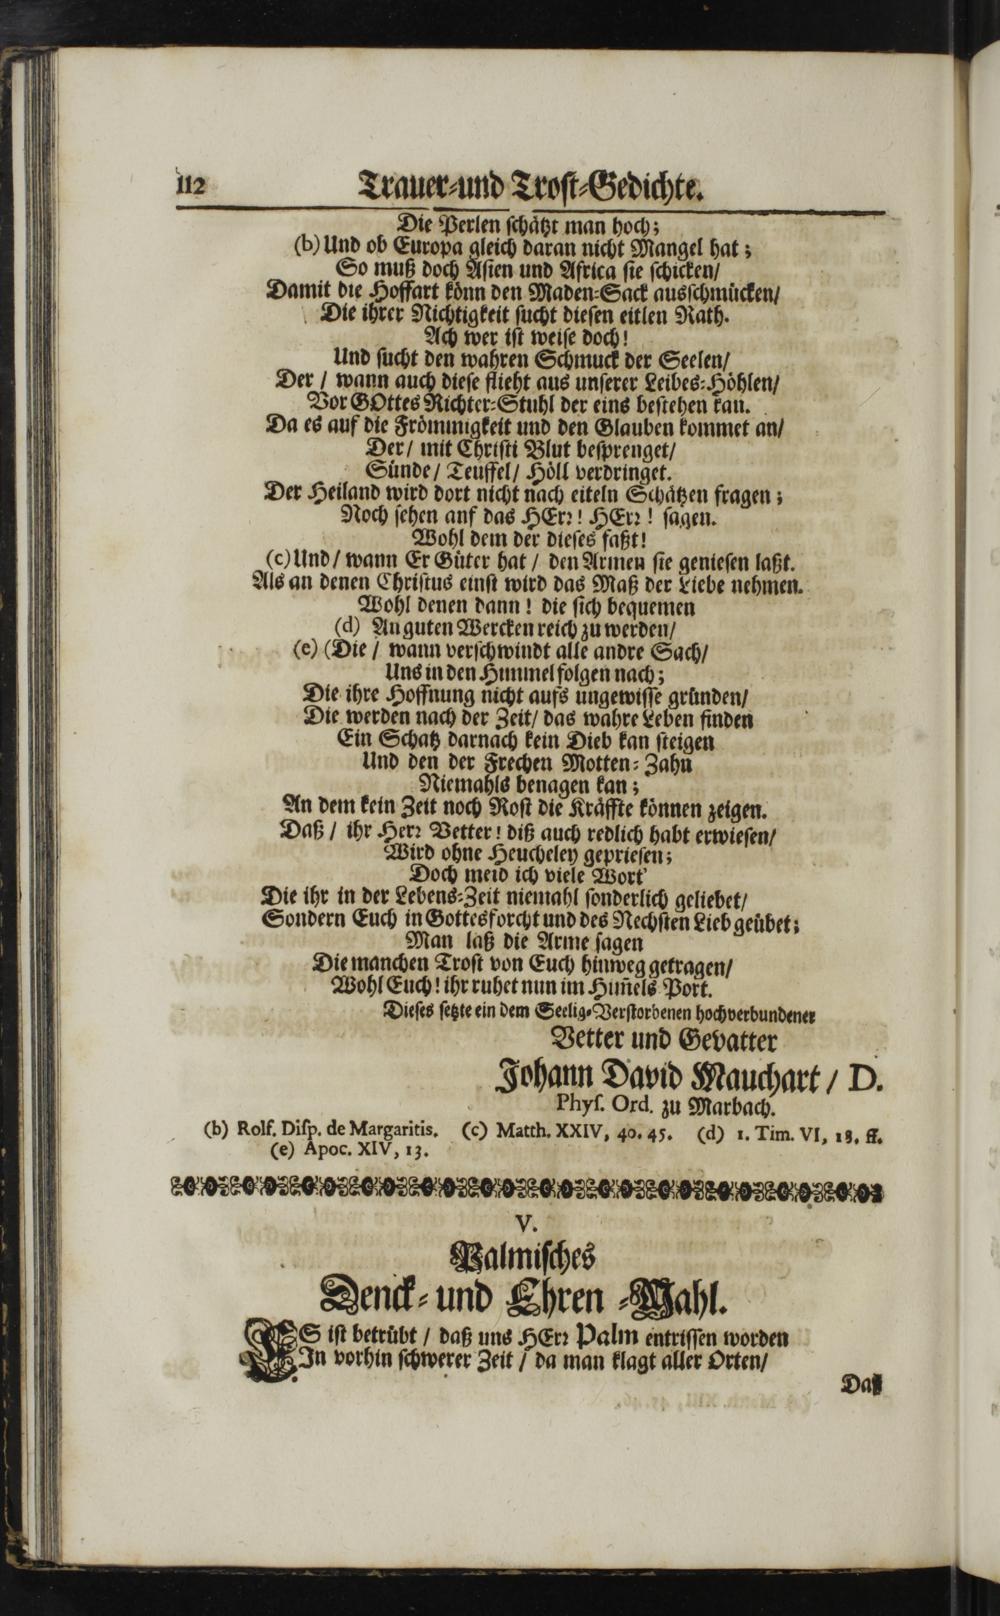 112 Trauer-und Trost-Gedichte.
Die Perlen schätzt man hoch;
(b) Und ob Europa gleich daran nicht Mangel hat;
So muß doch Asien und Africa sie schicken/
Damit die Hoffart könn den Maden-Sack ausschmücken/
Die ihrer Nichtigkeit sucht diesen eitlen Rath.
Ach wer ist weise doch!
Und sucht den wahren Schmuck der Seelen/
Der / wann auch diese flieht aus unserer Leibes-Höhlen/
Vor GOttes Richter-Stuhl der eins bestehen kan.
Da es auf die Frömmigkeit und den Glauben kommet an/
Der/ mit Christi Blut besprenget/
Sünde/ Teuffel/ Höll verdringet.
Der Heiland wird dort nicht nach eiteln Schätzen fragen;
Noch sehen auf das HErr! HErr! sagen.
Wohl dem der dieses faßt!
(c) Und/ wann Er Güter hat / den Armen sie geniesen laßt.
Als an denen Christus einst wird das Maß der Liebe nehmen.
Wohl denen dann! die sich bequemen
(d) An guten Wercken reich zu werden/
(e) (Die / wann verschwindt alle andre Sach/
Uns in den Himmel folgen nach;
Die ihre Hoffnung nicht aufs ungewisse gründen/
Die werden nach der Zeit/ das wahre Leben finden
Ein Schatz darnach kein Dieb kan steigen
Und den der Frechen Motten-Zahn
Niemahls benagen kan;
An dem kein Zeit noch Rost die Kräffte können zeigen.
Daß / ihr Herr Vetter! diß auch redlich habt erwiesen/
Wird ohne Heucheley gepriesen;
Doch meid ich viele Wort
Die ihr in der Lebens-Zeit niemahl sonderlich geliebet/
Sondern Euch in Gottesforcht und des Nechsten Lieb geübet;
Man laß die Arme sagen
Die manchen Trost von Euch hinweg getragen/
Wohl Euch! ihr ruhet nun im Him̃els Port.
Dieses setzte ein dem Seelig-Verstorbenen hochverbundener
Vetter und Gevatter
Johann David Mauchart / D.
Phys. Ord. zu Marbach.
(b) Rolf. Disp. de Margaritis. (c) Matth. XXIV, 40. 45. (d) 1. Tim. VI, 18. ff.
(e) Apoc. XIV, 13.
V.
Palmisches
Denck- und Ehren-Mahl.
ES ist betrübt / daß uns HErr Palm entrissen worden
In vorhin schwerer Zeit / da man klagt aller Orten/
Daß